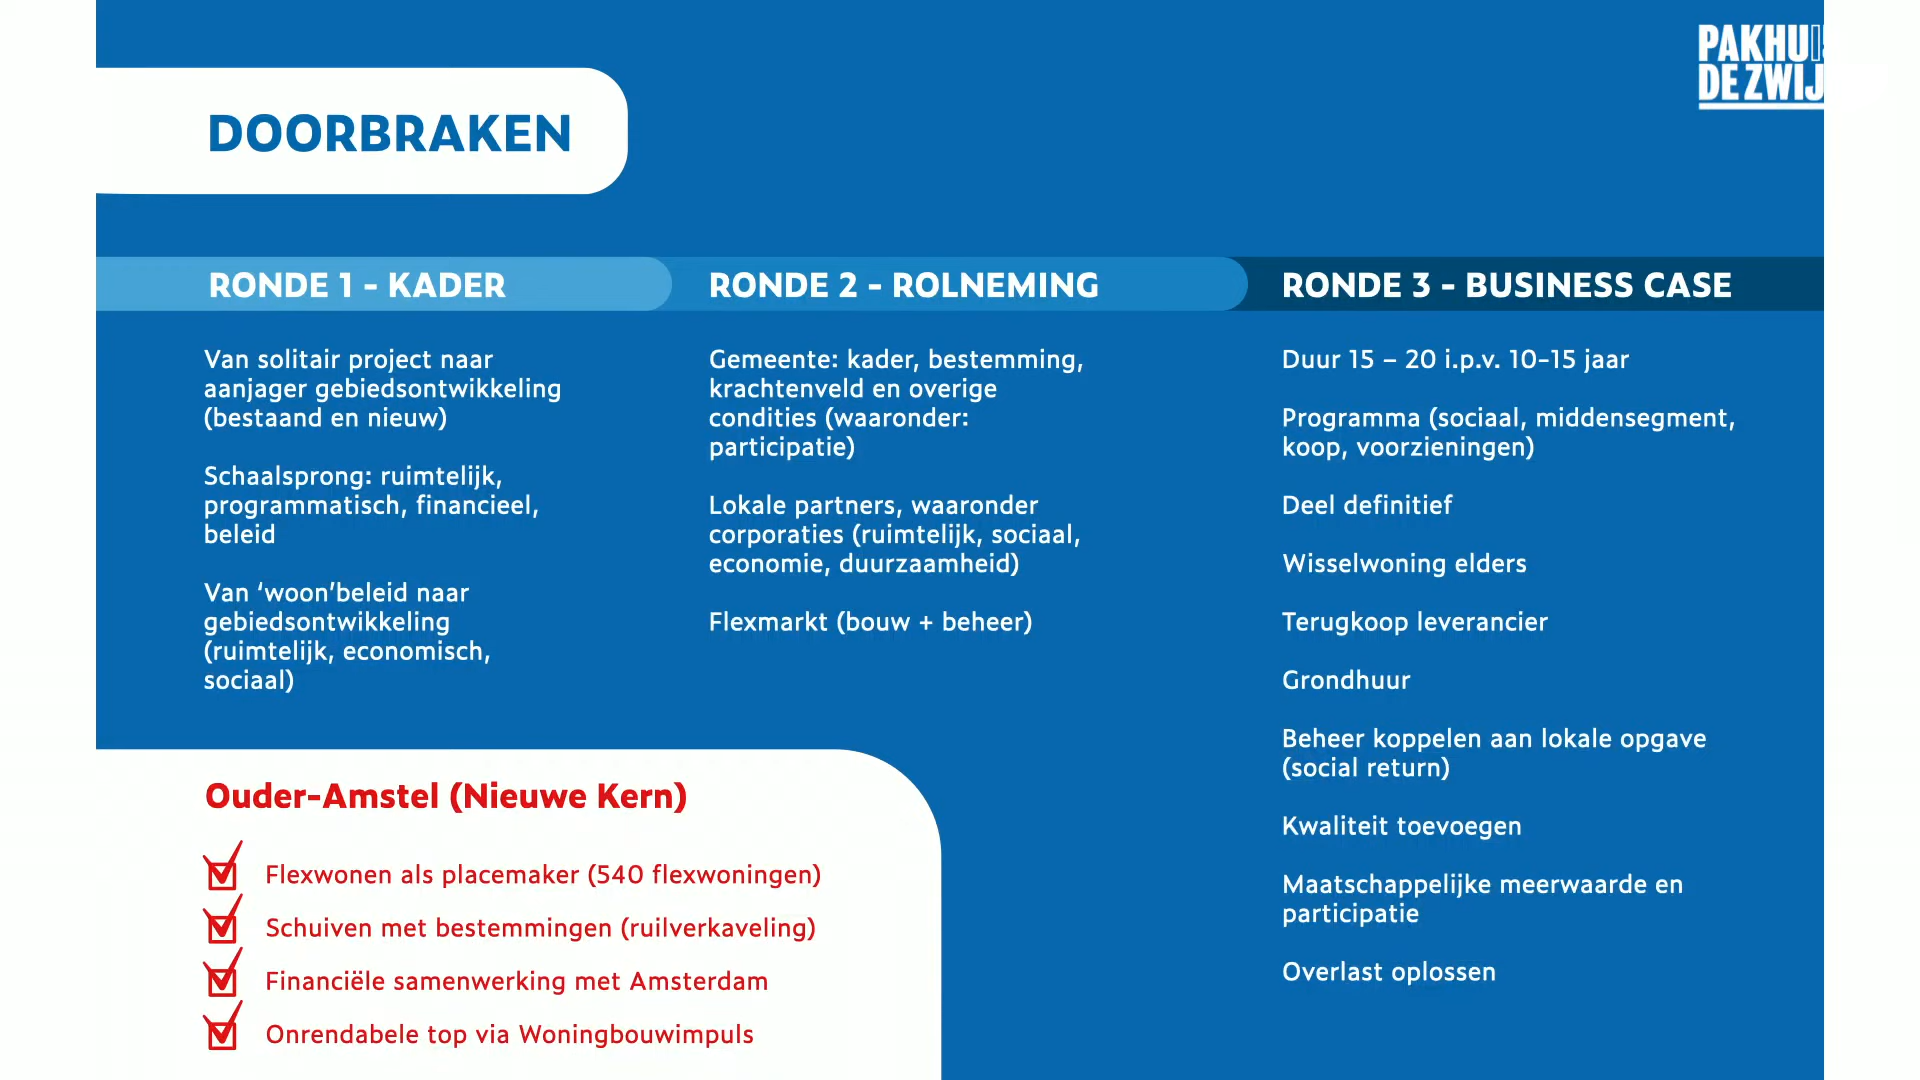 PAKHUIS
DE ZWIJ
DOORBRAKEN
RONDE 1 - KADER
Van solitair project naar
aanjager gebiedsontwikkeling
(bestaand en nieuw)
Schaalsprong: ruimtelijk,
programmatisch, financieel,
beleid
Van ‘woon’beleid naar
gebiedsontwikkeling
(ruimtelijk, economisch,
sociaal)
RONDE 2 - ROLNEMING
Gemeente: kader, bestemming,
krachtenveld en overige
condities (waaronder:
participatie)
Lokale partners, waaronder
corporaties (ruimtelijk, sociaal,
economie, duurzaamheid)
Flexmarkt (bouw + beheer)
RONDE 3 - BUSINESS CASE
Duur 15 – 20 i.p.v. 10-15 jaar
Programma (sociaal, middensegment,
koop, voorzieningen)
Deel definitief
Wisselwoning elders
Terugkoop leverancier
Grondhuur
Beheer koppelen aan lokale opgave
(social return)
Kwaliteit toevoegen
Maatschappelijke meerwaarde en
participatie
Overlast oplossen
Ouder-Amstel (Nieuwe Kern)
Flexwonen als placemaker (540 flexwoningen)
Schuiven met bestemmingen (ruilverkaveling)
Financiële samenwerking met Amsterdam
Onrendabele top via Woningbouwimpuls